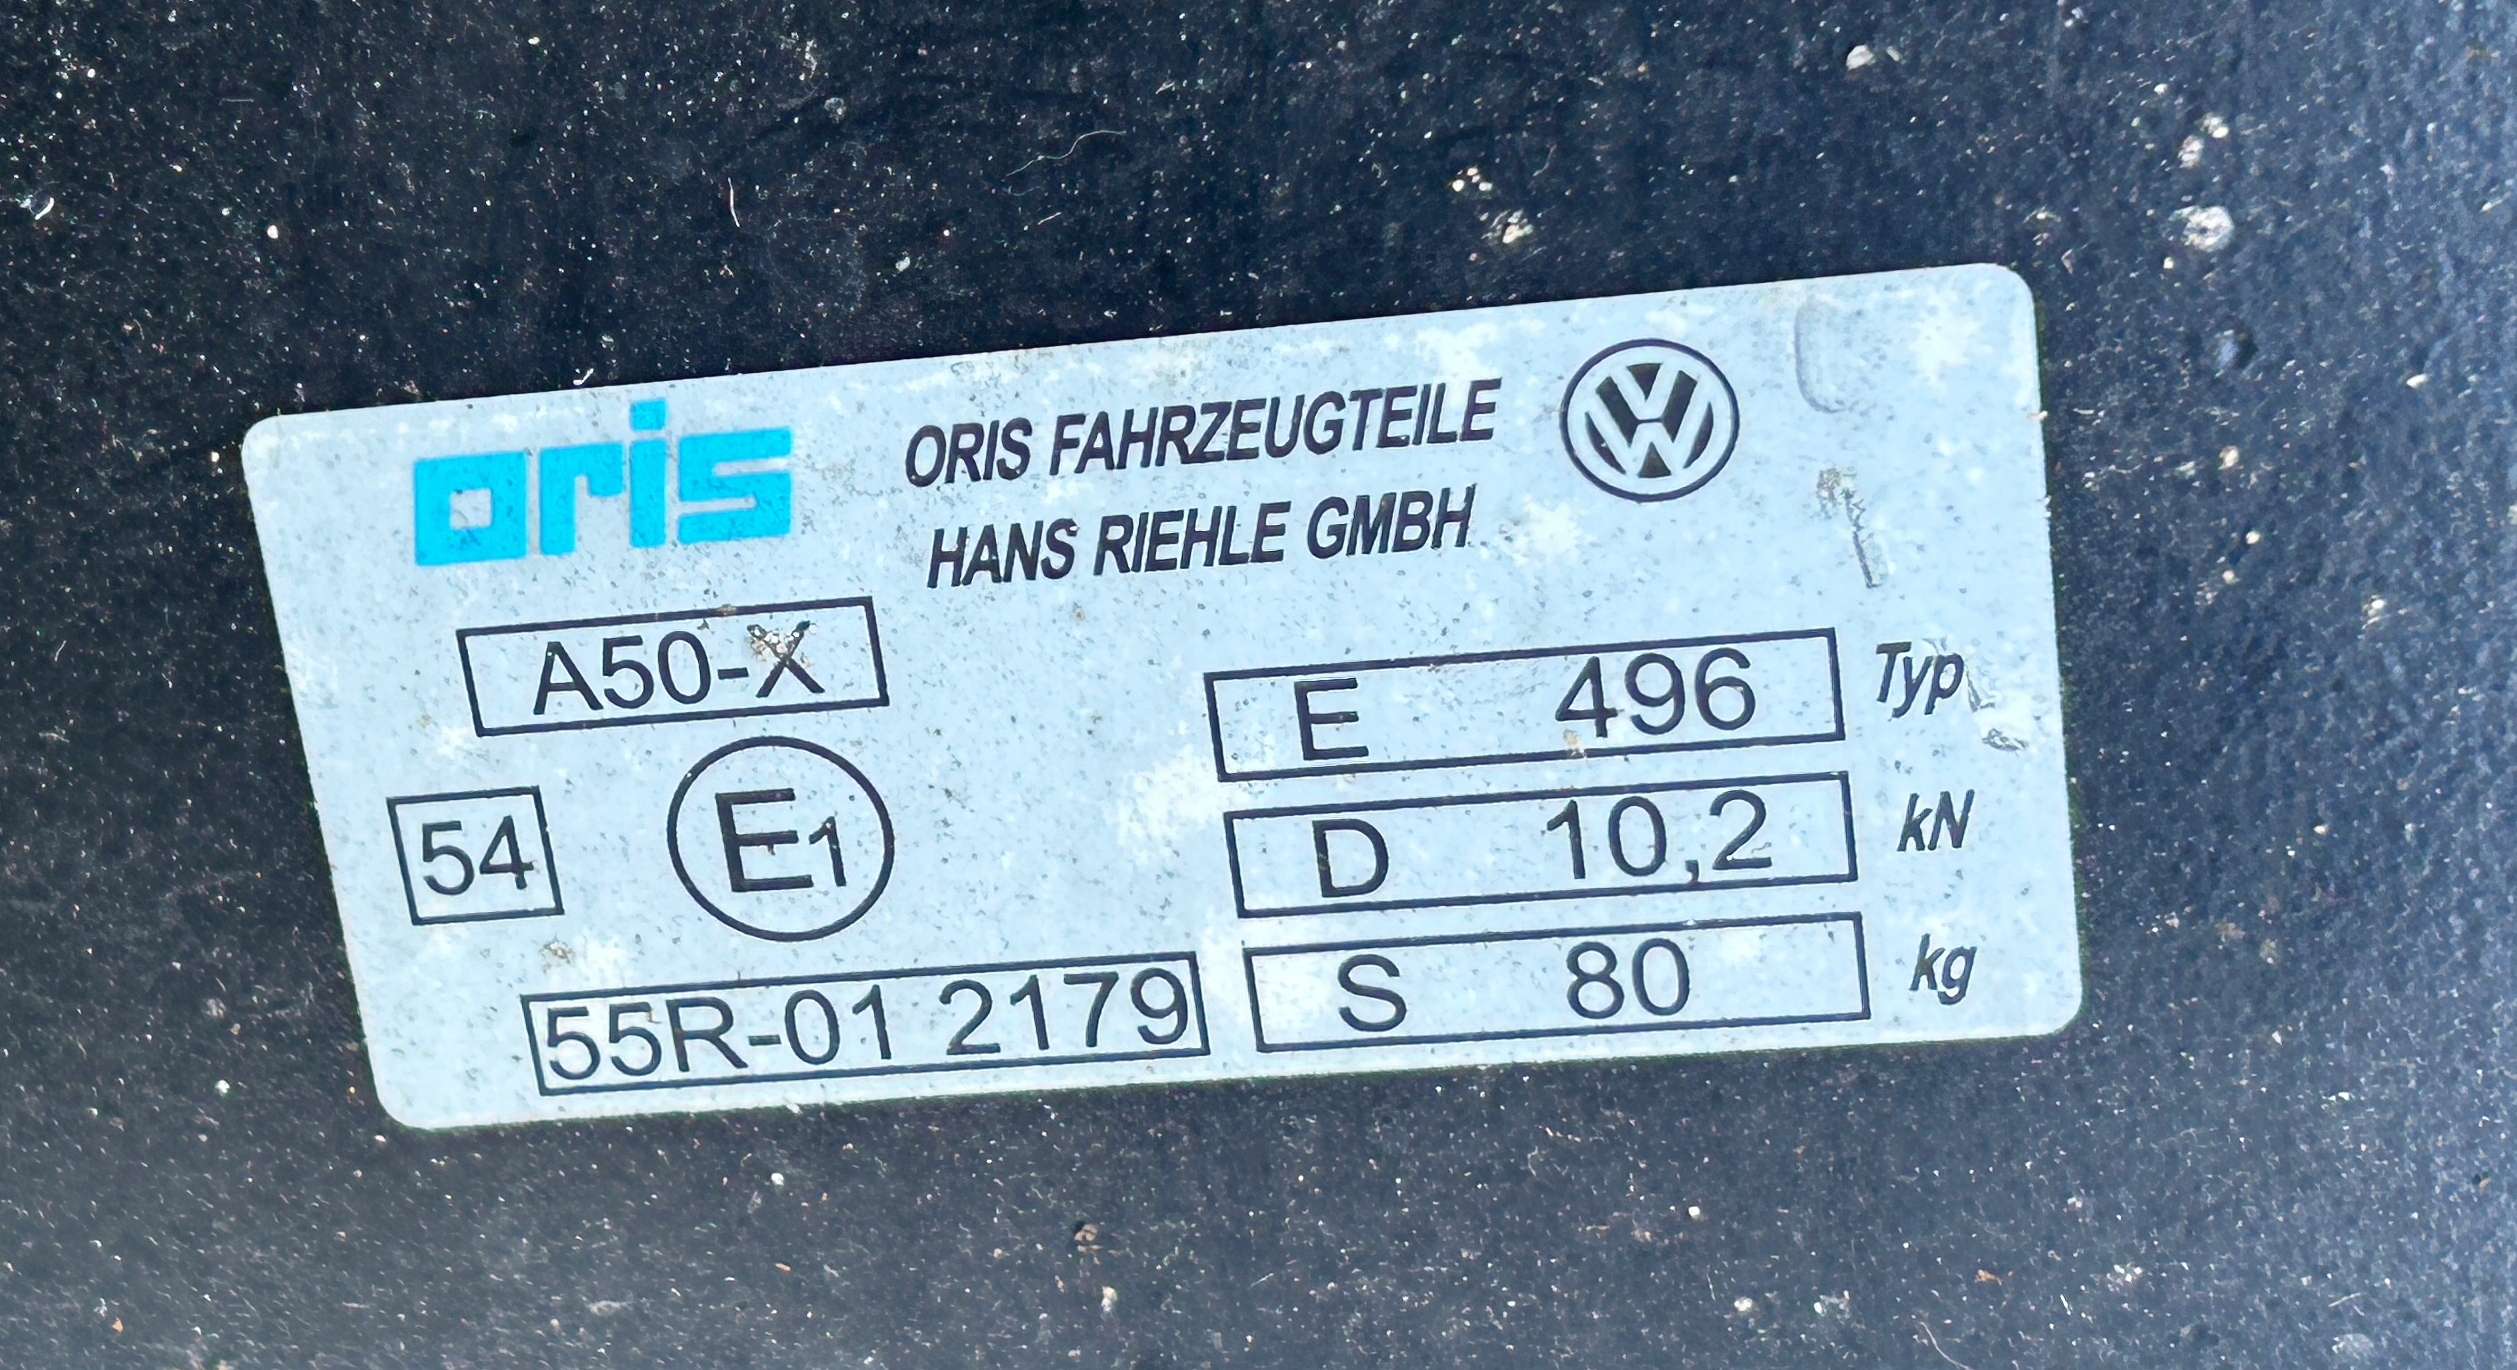 oris
ORIS FAHRZEUGTEILE
HANS RIEHLE GMBH
VW
A50-X
E 496 Typ
54
E1
D 10,2 kN
55R-01 2179
S 80 kg